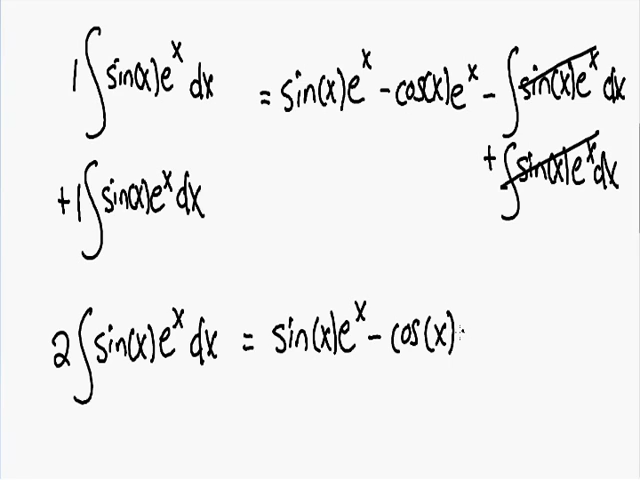 1∫sin(x)e^x dx = sin(x)e^x - cos(x)e^x - ∫sin(x)e^x dx
+1∫sin(x)e^x dx + ∫sin(x)e^x dx
2∫sin(x)e^x dx = sin(x)e^x - cos(x)